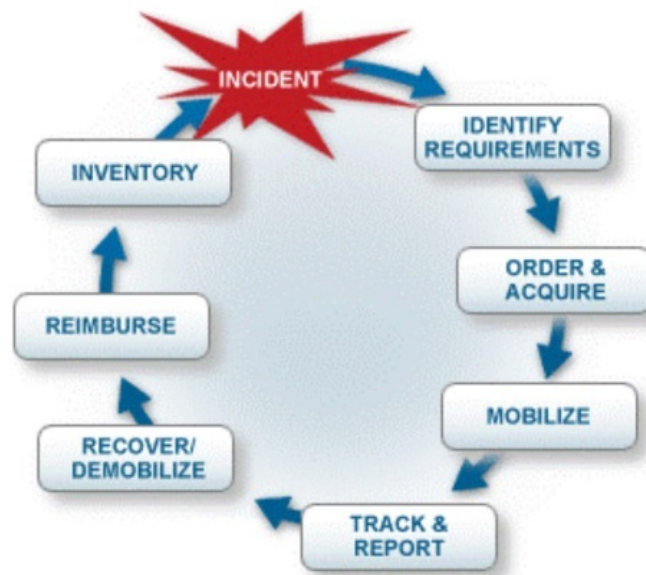 INCIDENT
IDENTIFY
REQUIREMENTS
ORDER &
ACQUIRE
MOBILIZE
TRACK &
REPORT
RECOVER/
DEMOBILIZE
REIMBURSE
INVENTORY